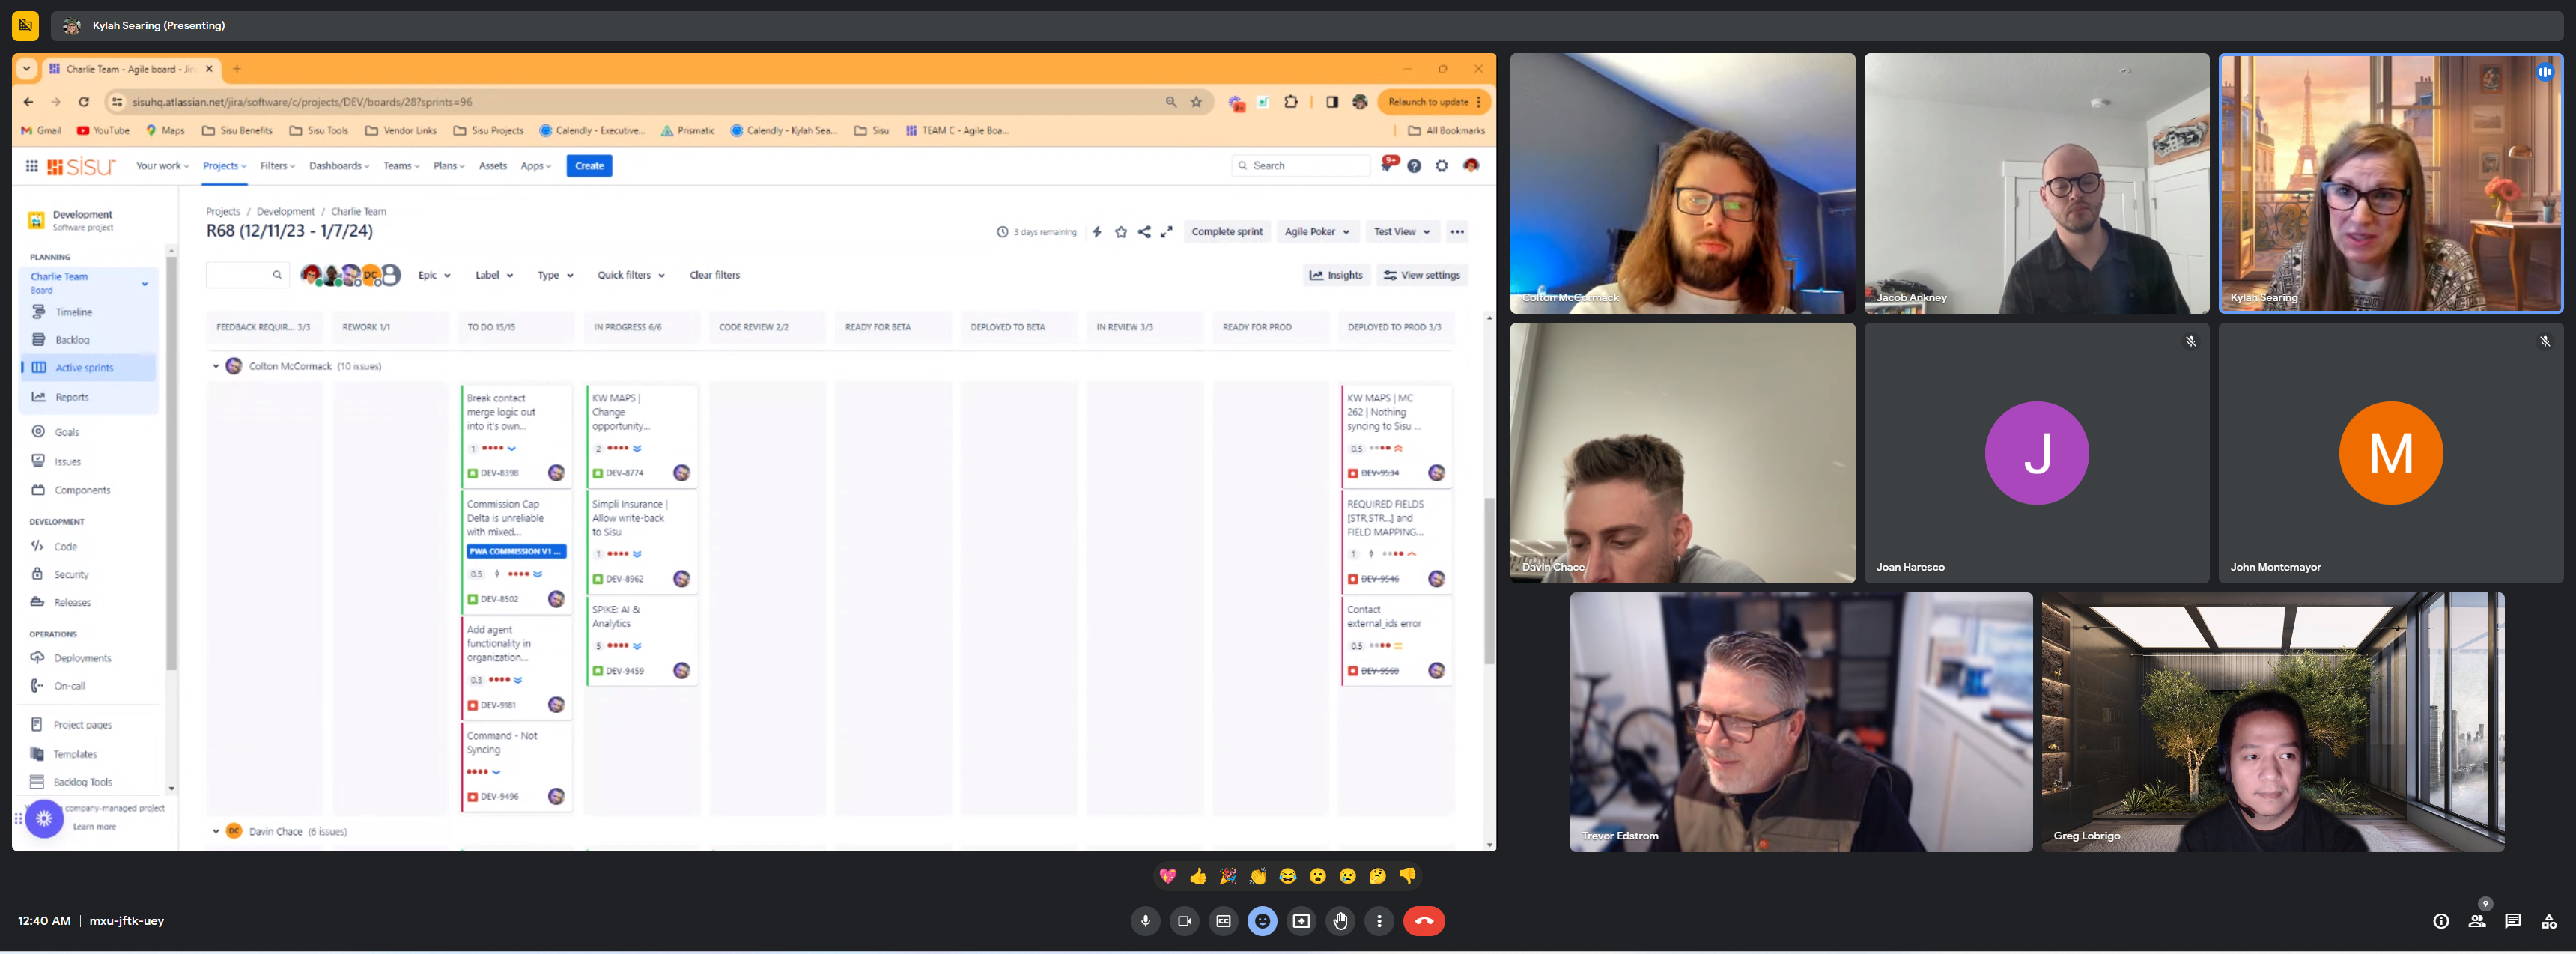 Kylah Searing (Presenting)
Charlie Team - Agile board - Jir
sisuhq.atlassian.net/jira/software/c/projects/DEV/boards/28?sprints=96
Relaunch to update
Gmail
YouTube
Maps
Sisu Benefits
Sisu Tools
Vendor Links
Sisu Projects
Calendly - Executive...
Prismatic
Calendly - Kylah Sea...
Sisu
TEAM C - Agile Boa...
All Bookmarks
sisu
Your work
Projects
Filters
Dashboards
Teams
Plans
Assets
Apps
Create
Search
9+
Development
Software project
PLANNING
Charlie Team
Board
Timeline
Backlog
Active sprints
Reports
Goals
Issues
Components
DEVELOPMENT
Code
Security
Releases
OPERATIONS
Deployments
On-call
Project pages
Templates
Backlog Tools
company-managed project
Learn more
Projects / Development / Charlie Team
R68 (12/11/23 - 1/7/24)
3 days remaining
Complete sprint
Agile Poker
Test View
DC
Epic
Label
Type
Quick filters
Clear filters
Insights
View settings
FEEDBACK REQUIR... 3/3
REWORK 1/1
TO DO 15/15
IN PROGRESS 6/6
CODE REVIEW 2/2
READY FOR BETA
DEPLOYED TO BETA
IN REVIEW 3/3
READY FOR PROD
DEPLOYED TO PROD 3/3
Colton McCormack (10 issues)
Break contact
merge logic out
into it's own...
1
DEV-8398
Commission Cap
Delta is unreliable
with mixed...
PWA COMMISSION V1 ...
0.5
DEV-8502
Add agent
functionality in
organization...
0.3
DEV-9181
Command - Not
Syncing
DEV-9496
KW MAPS |
Change
opportunity...
2
DEV-8774
Simpli Insurance |
Allow write-back
to Sisu
1
DEV-8962
SPIKE: AI &
Analytics
5
DEV-9459
KW MAPS | MC
262 | Nothing
syncing to Sisu ...
0.5
DEV-9534
REQUIRED FIELDS
[STR,STR...] and
FIELD MAPPING...
1
DEV-9546
Contact
external_ids error
0.5
DEV-9560
DC
Davin Chace (6 issues)
Colton McCormack
Jacob Ankney
Kylah Searing
Davin Chace
J
Joan Haresco
M
John Montemayor
Trevor Edstrom
Greg Lobrigo
12:40 AM | mxu-jftk-uey
CC
9